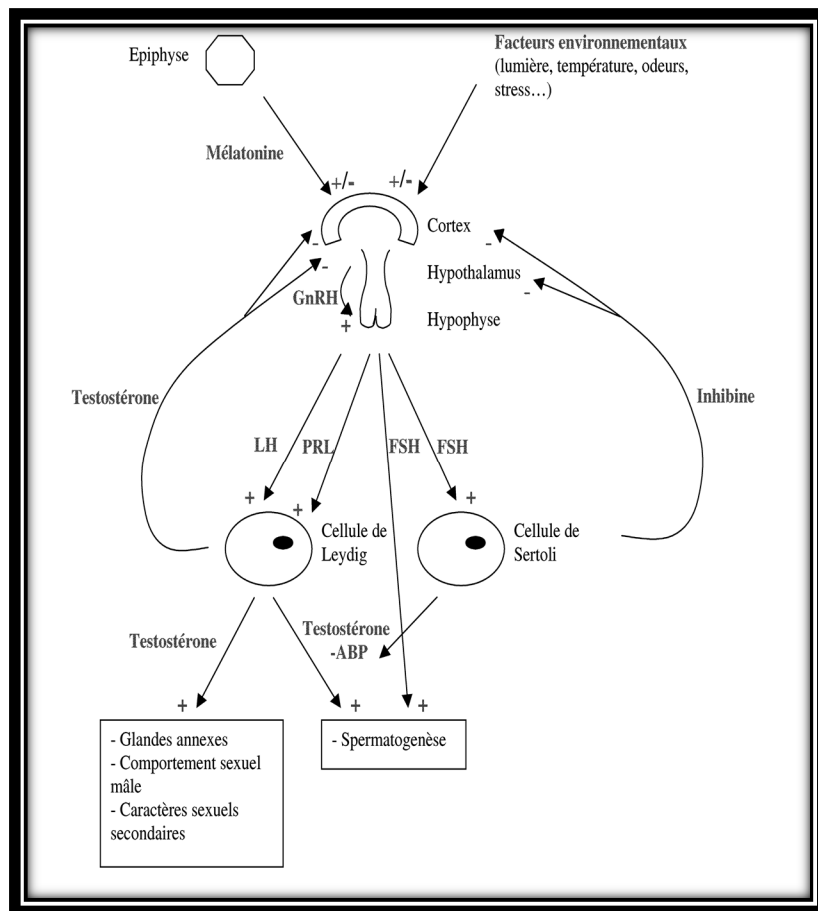 Epiphyse
Facteurs environnementaux
(lumière, température, odeurs,
stress…)
Mélatonine
+/-
+/-
Cortex
-
-
Hypothalamus
-
-
GnRH
+
Hypophyse
Testostérone
Inhibine
LH
PRL
FSH
FSH
+
+
+
Cellule de
Leydig
Cellule de
Sertoli
Testostérone
Testostérone
-ABP
+
+
+
- Glandes annexes
- Comportement sexuel
mâle
- Caractères sexuels
secondaires
- Spermatogenèse